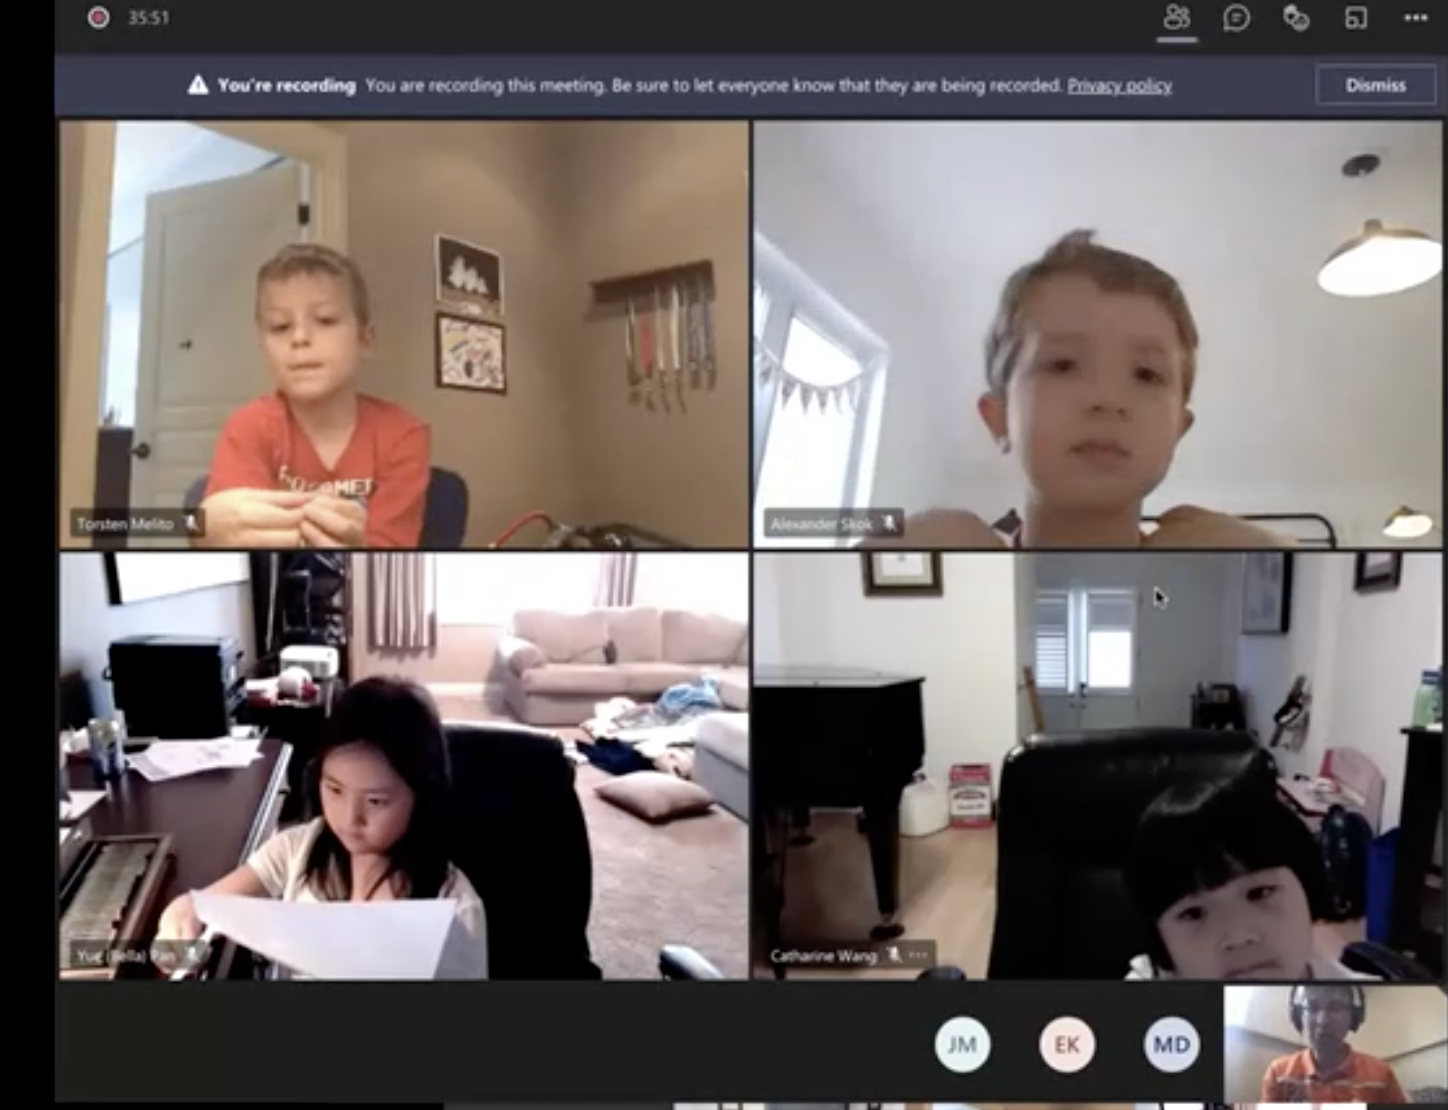 35:51
You're recording You are recording this meeting. Be sure to let everyone know that they are being recorded. Privacy policy
Dismiss
Torsten Melito
Alexander Skok
Yue (Bella) Pan
Catharine Wang
JM
EK
MD